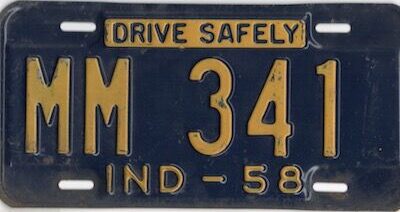 DRIVE SAFELY
MM 341
IND - 58